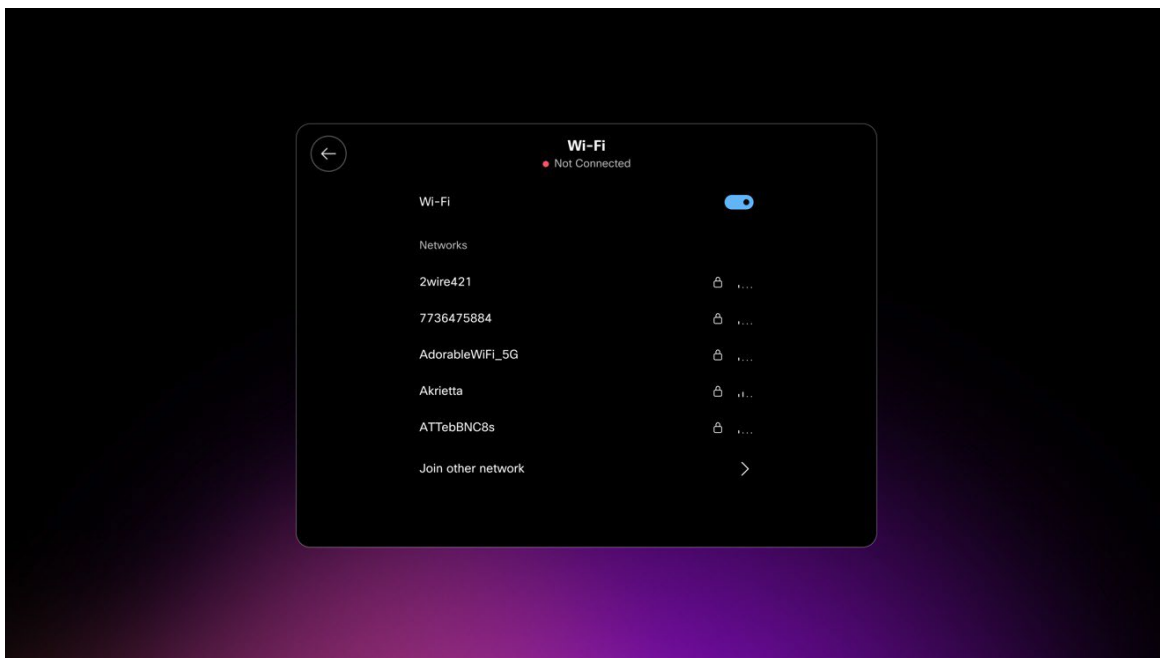 Wi-Fi
Not Connected
Wi-Fi
Networks
2wire421
7736475884
AdorableWiFi_5G
Akrietta
ATTebBNC8s
Join other network